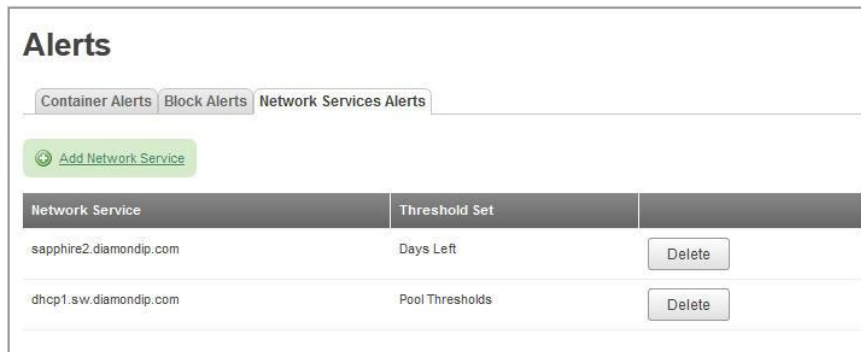 Alerts
Container Alerts Block Alerts Network Services Alerts
Add Network Service
Network Service Threshold Set
sapphire2.diamondip.com Days Left Delete
dhcp1.sw.diamondip.com Pool Thresholds Delete